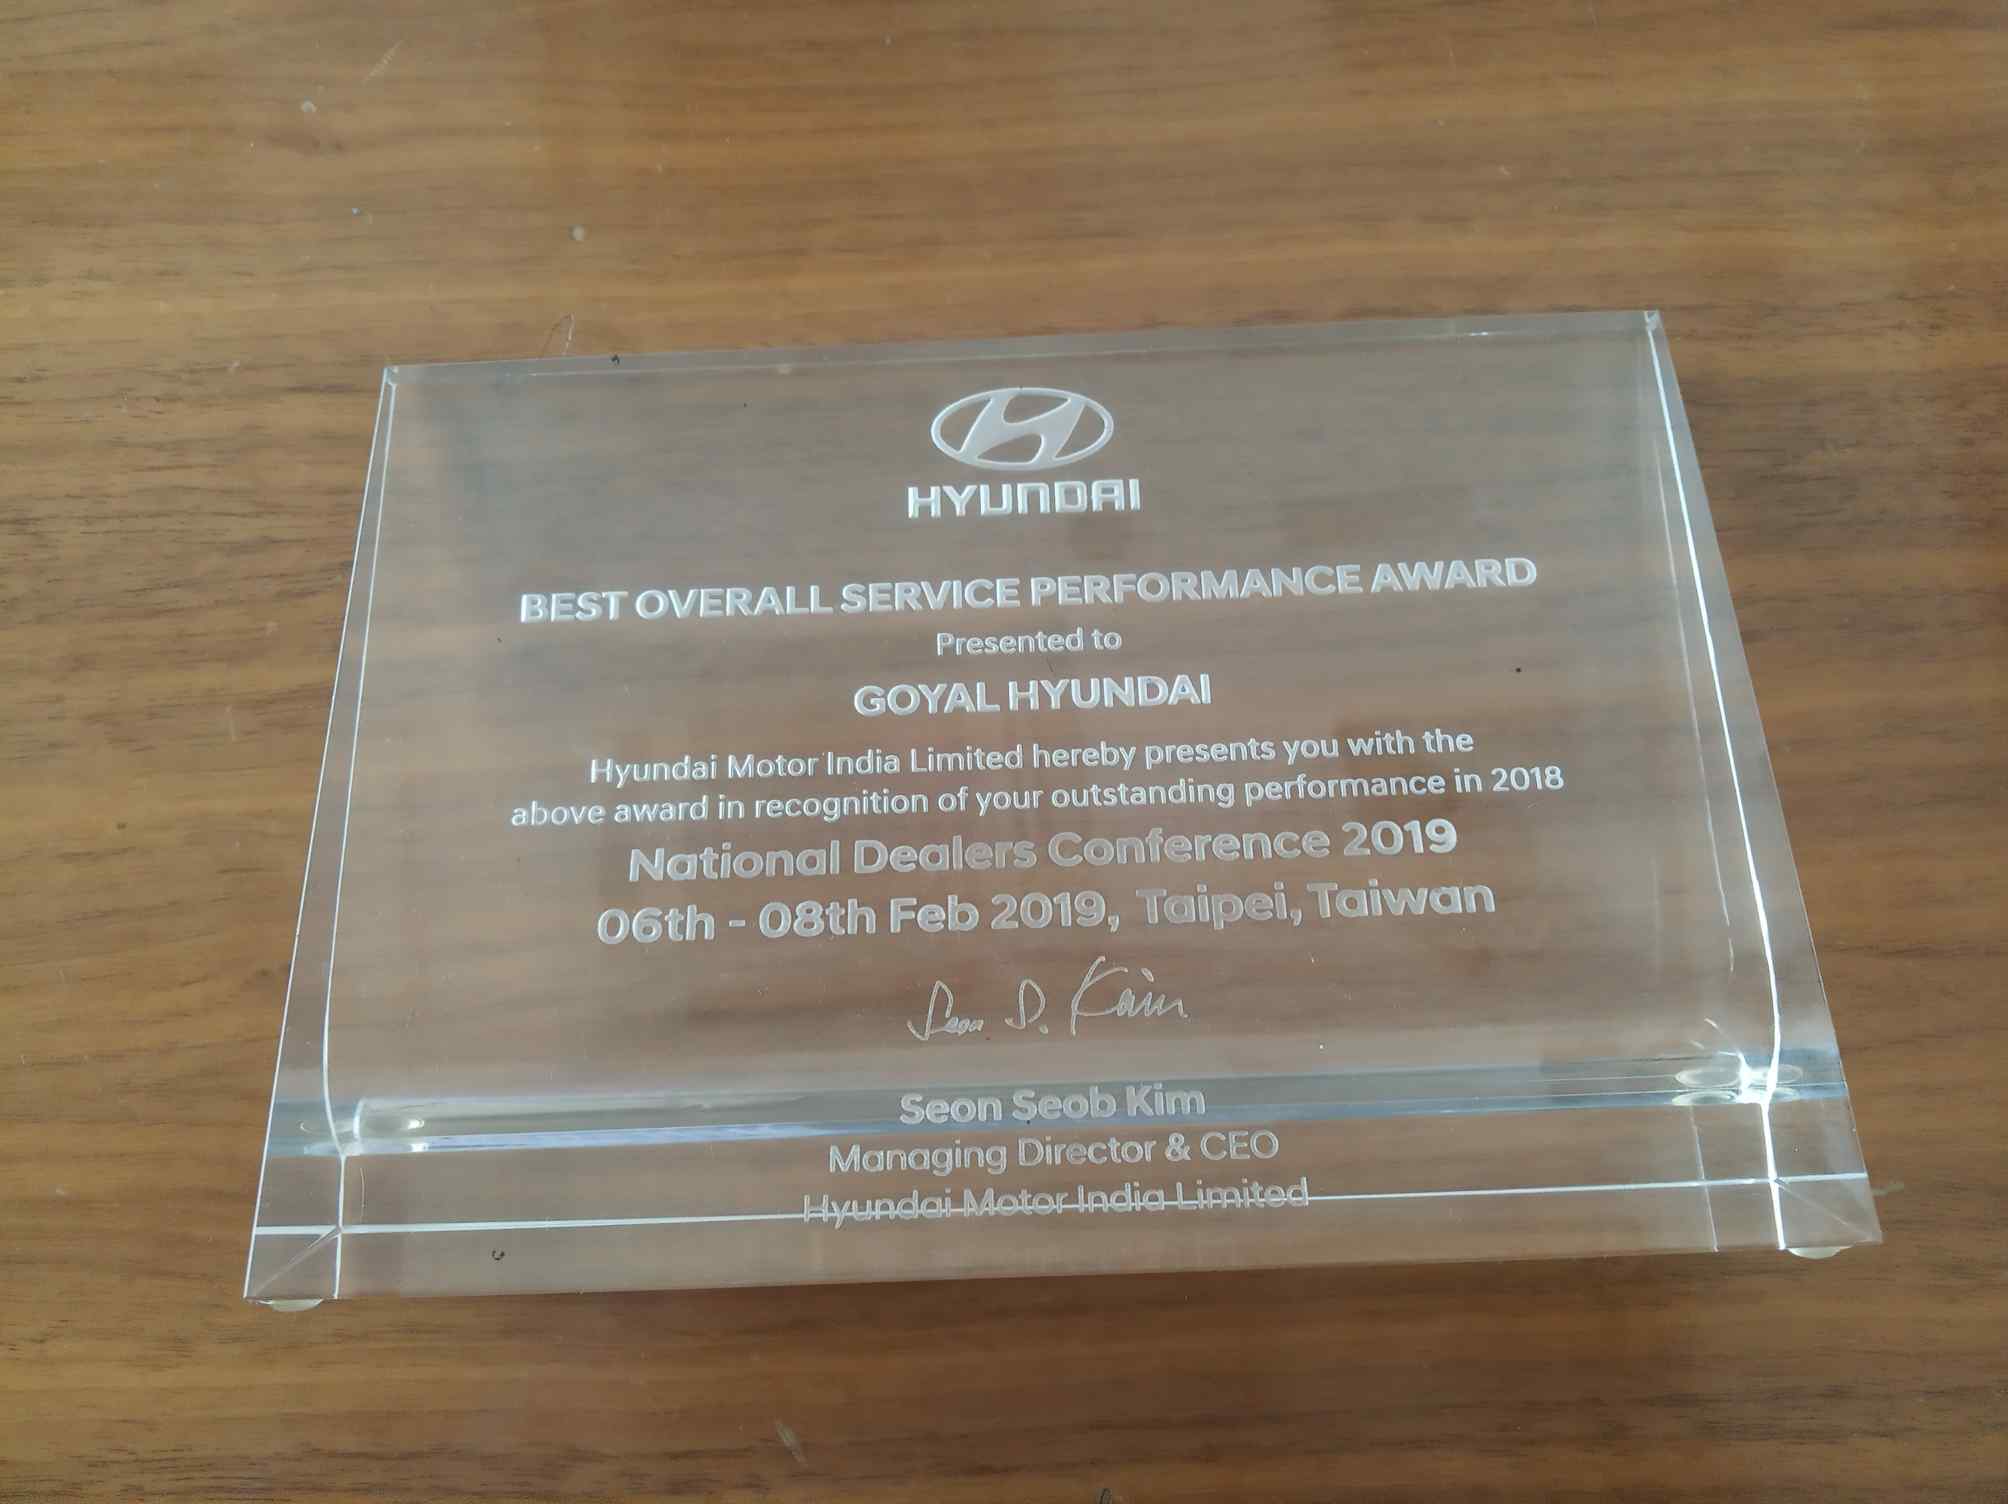 HYUNDAI
BEST OVERALL SERVICE PERFORMANCE AWARD
Presented to
GOYAL HYUNDAI
Hyundai Motor India Limited hereby presents you with the
above award in recognition of your outstanding performance in 2018
National Dealers Conference 2019
06th - 08th Feb 2019, Taipei, Taiwan
Seon S. Kim
Seon Seob Kim
Managing Director & CEO
Hyundai Motor India Limited